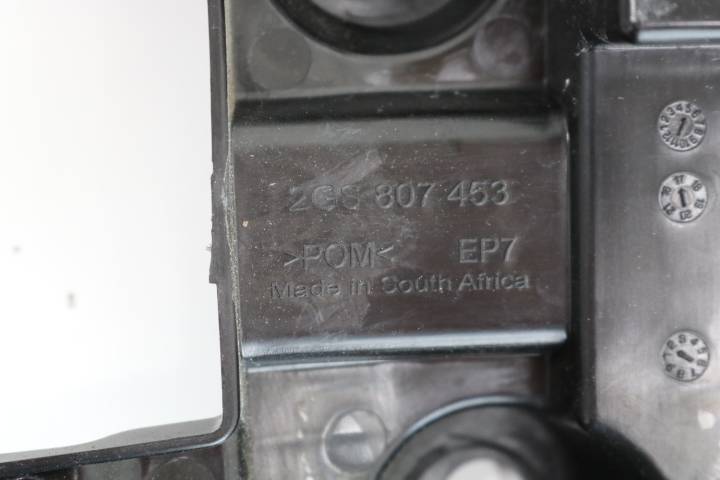 2GS 807 453
>POM< EP7
Made in South Africa